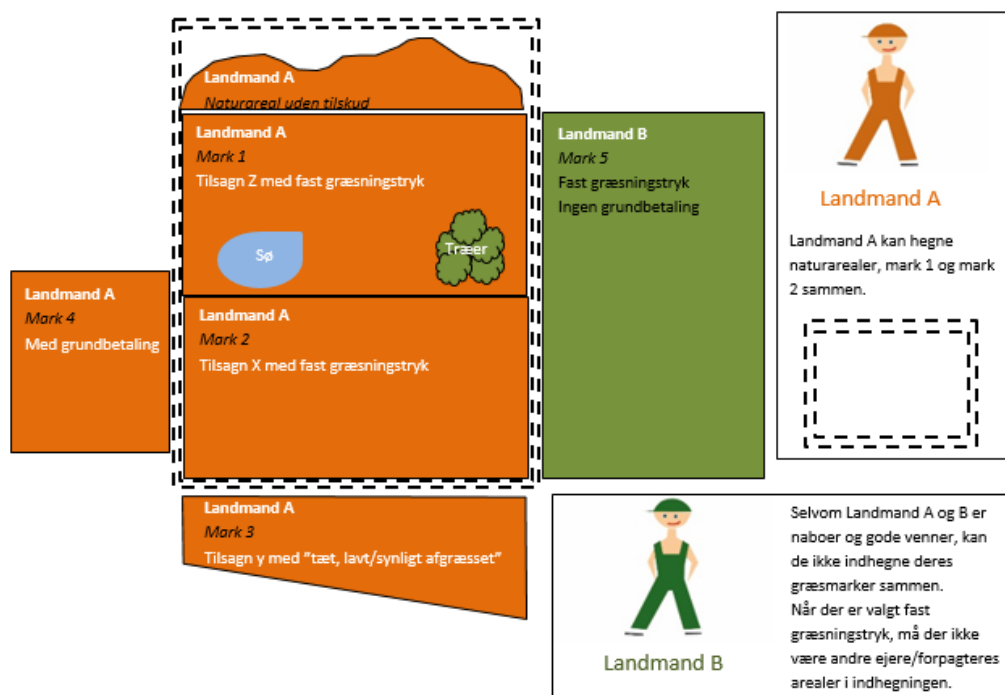 Landmand A
Naturareal uden tilskud
Landmand A
Mark 1
Tilsagn Z med fast græsningstryk
Sø
Træer
Landmand B
Mark 5
Fast græsningstryk
Ingen grundbetaling
Landmand A
Mark 4
Med grundbetaling
Landmand A
Mark 2
Tilsagn X med fast græsningstryk
Landmand A
Mark 3
Tilsagn y med ”tæt, lavt/synligt afgræsset”
Landmand A
Landmand A kan hegne
naturarealer, mark 1 og mark
2 sammen.
Landmand B
Selvom Landmand A og B er
naboer og gode venner, kan
de ikke indhegne deres
græsmarker sammen.
Når der er valgt fast
græsningstryk, må der ikke
være andre ejere/forpagteres
arealer i indhegningen.